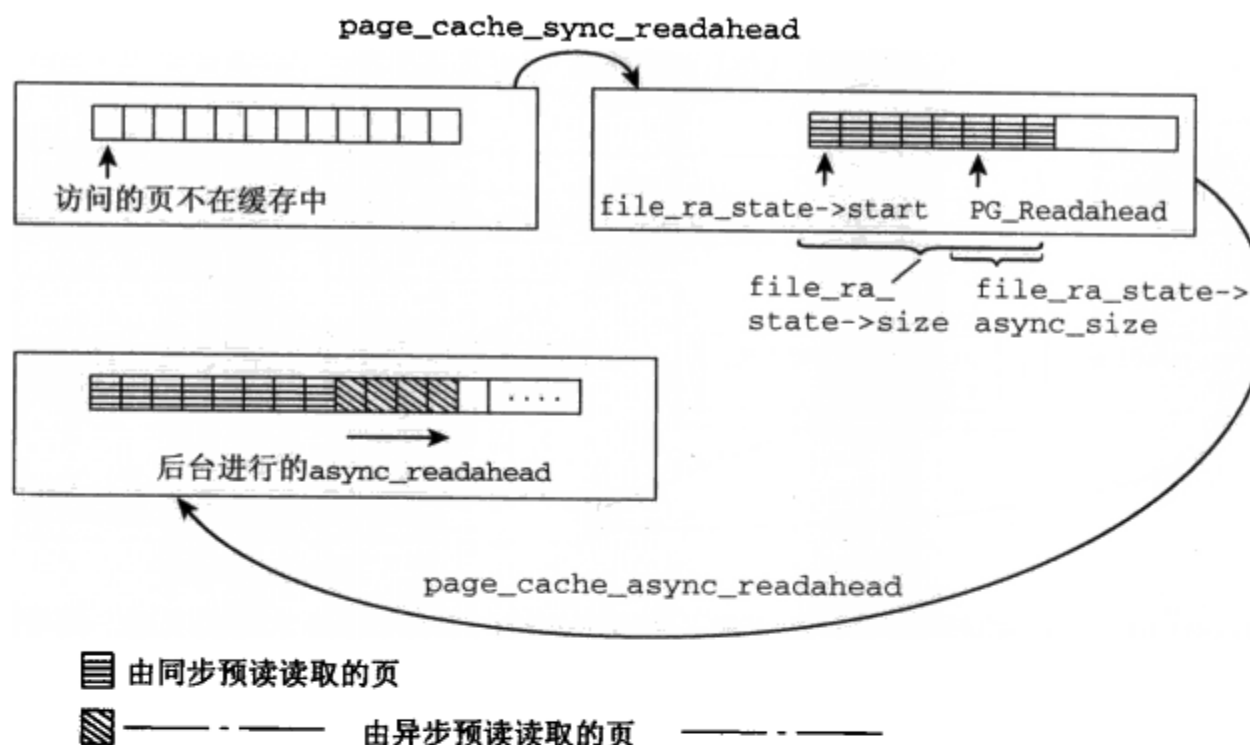 page_cache_sync_readahead
访问的页不在缓存中
file_ra_state->start
PG_Readahead
file_ra_
state->size
file_ra_state->
async_size
....
后台进行的async_readahead
page_cache_async_readahead
由同步预读读取的页
由异步预读读取的页